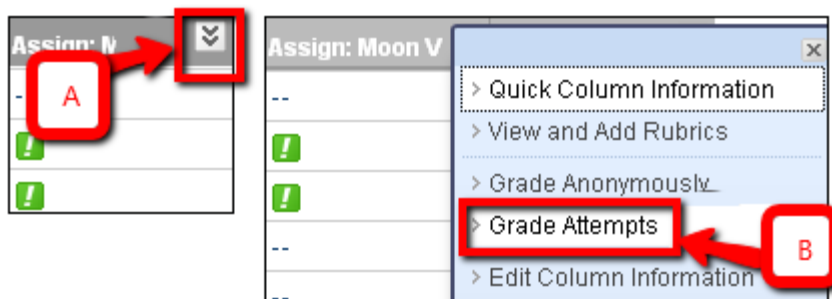 Assign: M
A
--
Assign: Moon V
--
--
--
> Quick Column Information
> View and Add Rubrics
> Grade Anonymously
> Grade Attempts
B
> Edit Column Information